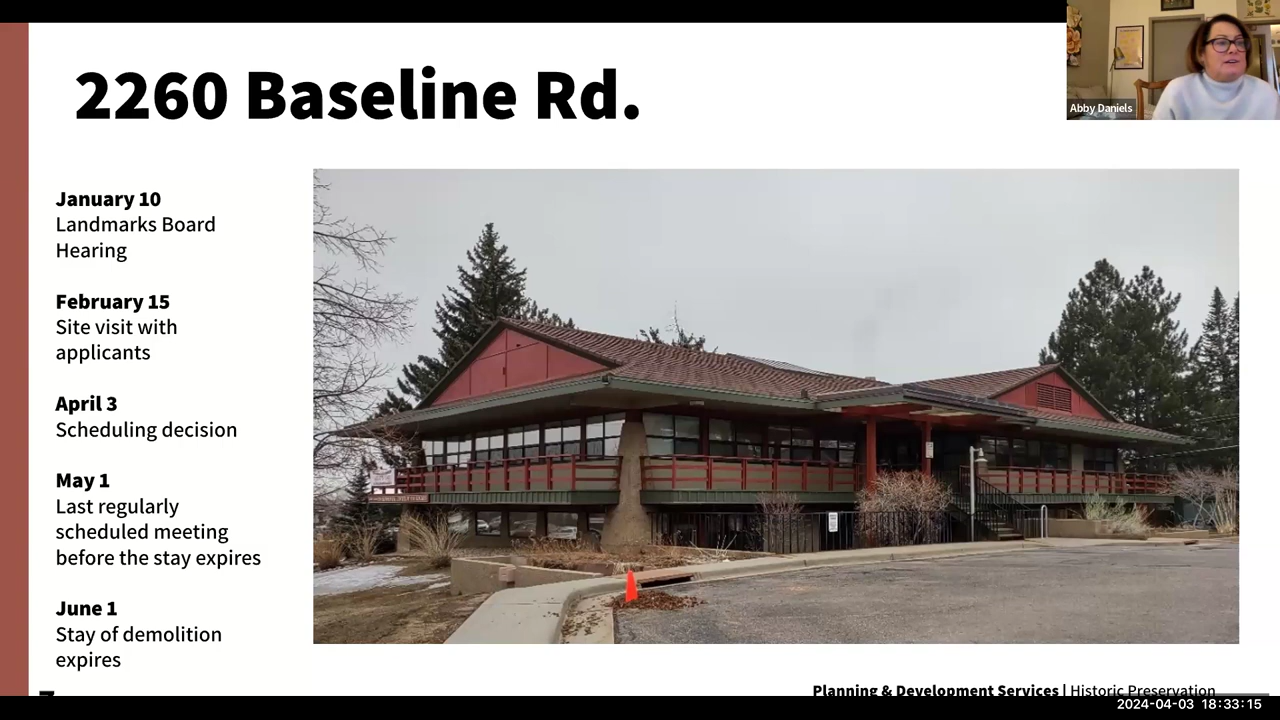 2260 Baseline Rd.
Abby Daniels
January 10
Landmarks Board
Hearing
February 15
Site visit with
applicants
April 3
Scheduling decision
May 1
Last regularly
scheduled meeting
before the stay expires
June 1
Stay of demolition
expires
Planning & Development Services | Historic Preservation
2024-04-03 18:33:15